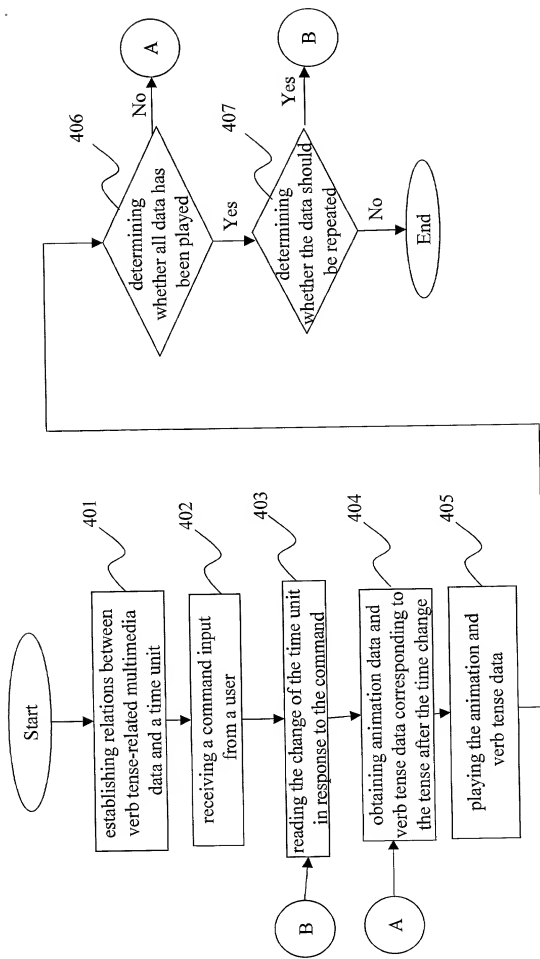 Start
401
establishing relations between
verb tense-related multimedia
data and a time unit
402
receiving a command input
from a user
403
reading the change of the time unit
in response to the command
B
404
obtaining animation data and
verb tense data corresponding to
the tense after the time change
A
405
playing the animation and
verb tense data
406
determining
whether all data has
been played
No
A
Yes
407
determining
whether the data should
be repeated
Yes
B
No
End